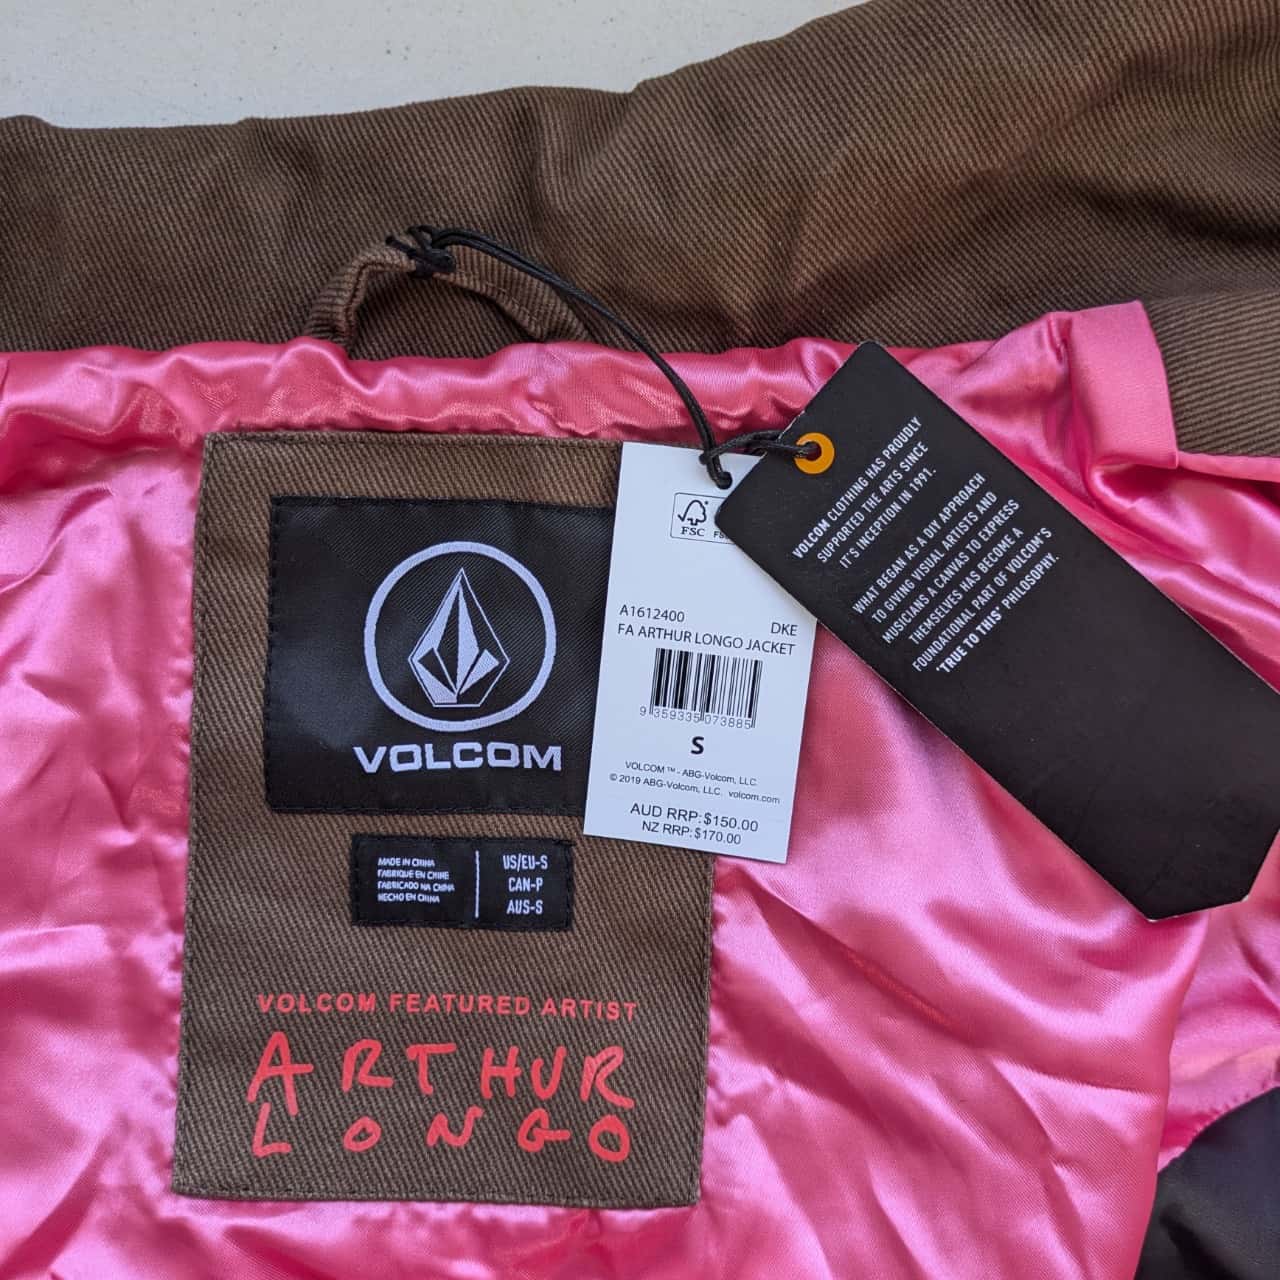 VOLCOM
MADE IN CHINA
FABRIQUE EN CHINE
FABRICADO NA CHINA
HECHO EN CHINA
US/EU-S
CAN-P
AUS-S
VOLCOM FEATURED ARTIST
ARTHUR
LONGO
FSC
A1612400 DKE
FA ARTHUR LONGO JACKET
9 359335 073885
S
VOLCOM ™ - ABG-Volcom, LLC.
© 2019 ABG-Volcom, LLC. volcom.com
AUD RRP: $150.00
NZ RRP: $170.00
VOLCOM CLOTHING HAS PROUDLY
SUPPORTED THE ARTS SINCE
IT'S INCEPTION IN 1991.
WHAT BEGAN AS A DIY APPROACH
TO GIVING VISUAL ARTISTS AND
MUSICIANS A CANVAS TO EXPRESS
THEMSELVES HAS BECOME A
FOUNDATIONAL PART OF VOLCOM'S
'TRUE TO THIS' PHILOSOPHY.